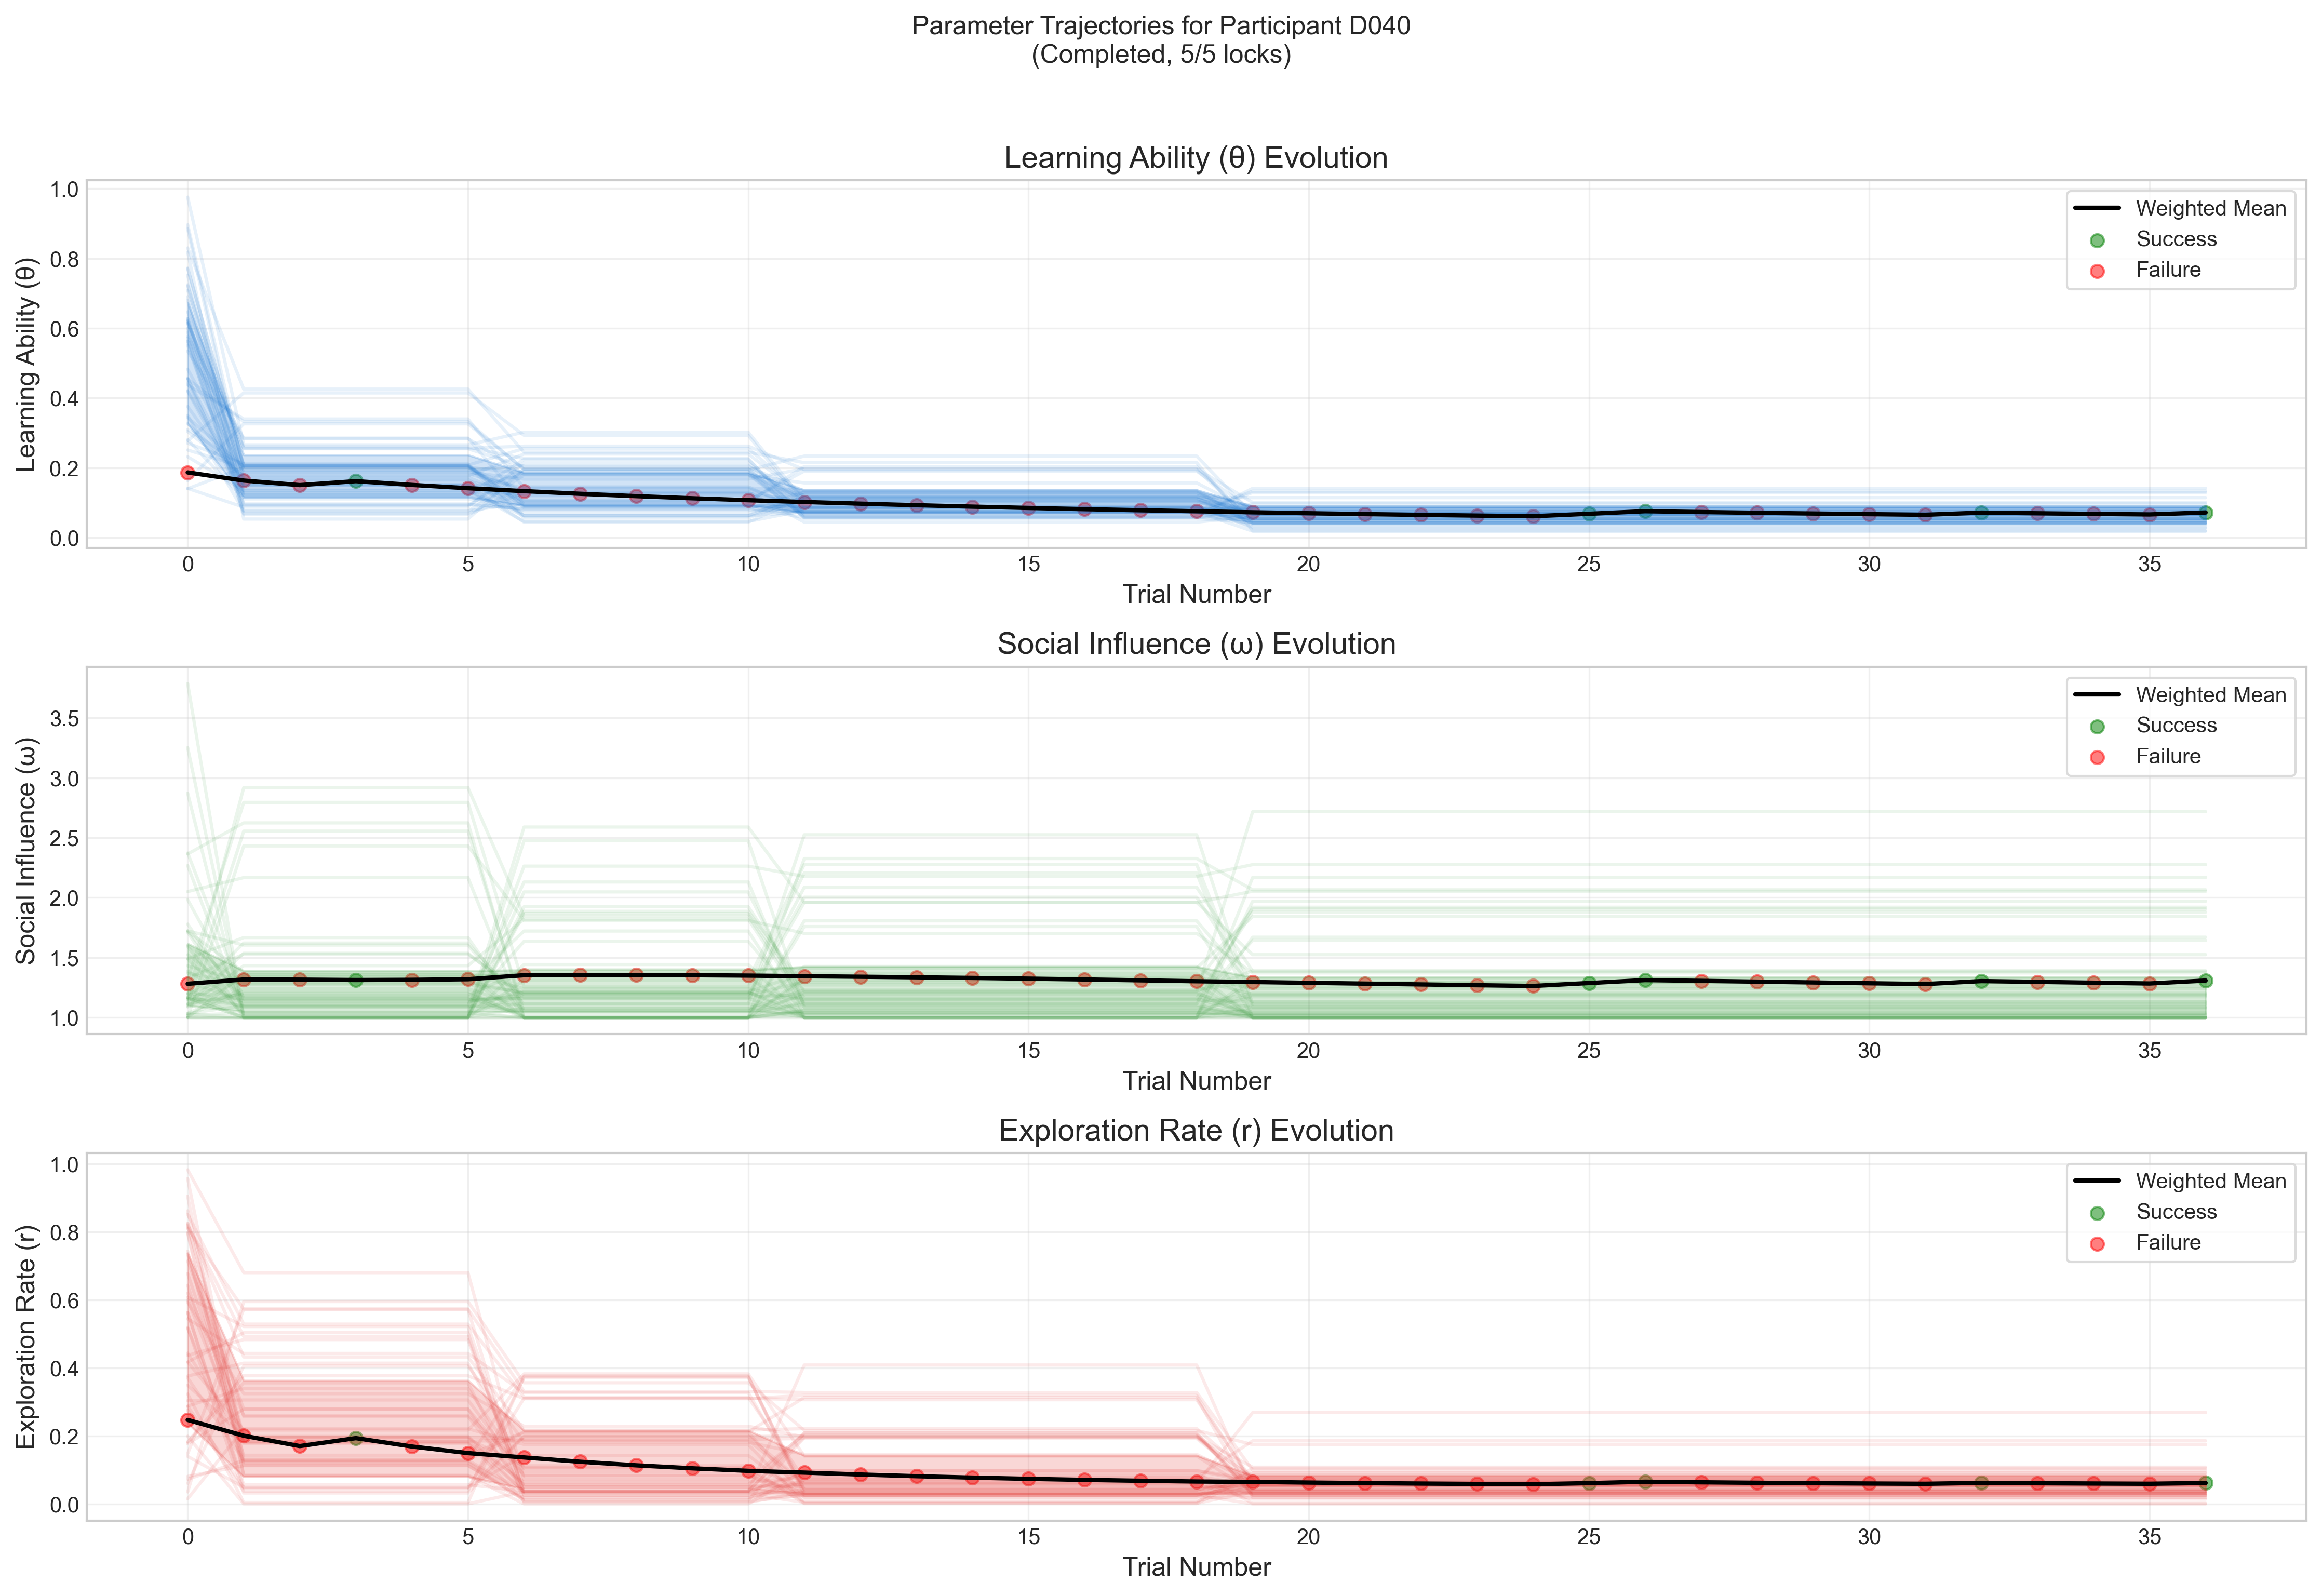 Parameter Trajectories for Participant D040
(Completed, 5/5 locks)
Learning Ability (θ) Evolution
Learning Ability (θ)
1.0
0.8
0.6
0.4
0.2
0.0
Weighted Mean
Success
Failure
0 5 10 15 20 25 30 35
Trial Number
Social Influence (ω) Evolution
Social Influence (ω)
3.5
3.0
2.5
2.0
1.5
1.0
Weighted Mean
Success
Failure
0 5 10 15 20 25 30 35
Trial Number
Exploration Rate (r) Evolution
Exploration Rate (r)
1.0
0.8
0.6
0.4
0.2
0.0
Weighted Mean
Success
Failure
0 5 10 15 20 25 30 35
Trial Number